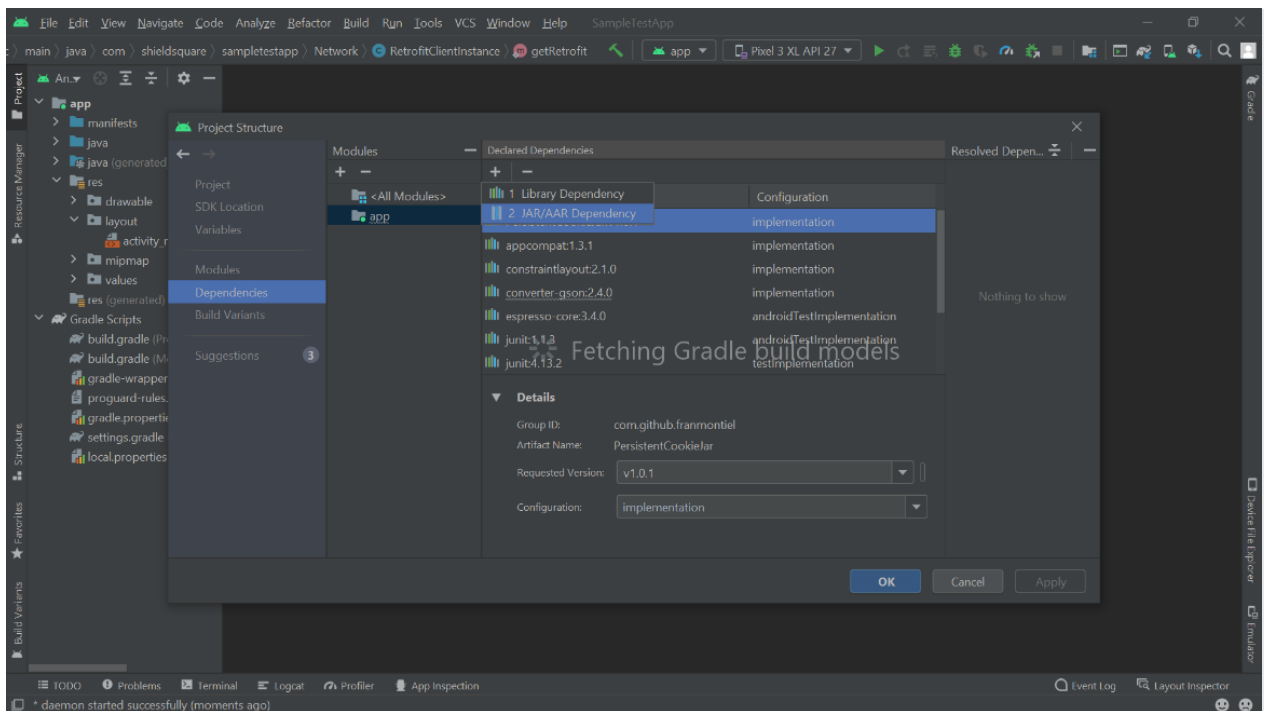 File Edit View Navigate Code Analyze Refactor Build Run Tools VCS Window Help SampleTestApp
main java com shieldsquare sampletestapp Network RetrofitClientInstance getRetrofit app Pixel 3 XL API 27
Project
An...
app
manifests
java
java (generated
res
drawable
layout
activity_r
mipmap
values
res (generated)
Gradle Scripts
build.gradle (Pr
build.gradle (M
gradle-wrapper
proguard-rules.
gradle.properti
settings.gradle
local.properties
Resource Manager
Structure
Favorites
Build Variants
Project Structure
Project
SDK Location
Variables
Modules
Dependencies
Build Variants
Suggestions 3
Modules
<All Modules>
app
Declared Dependencies
1 Library Dependency
2 JAR/AAR Dependency
Configuration
implementation
appcompat:1.3.1 implementation
constraintlayout:2.1.0 implementation
converter-gson:2.4.0 implementation
espresso-core:3.4.0 androidTestImplementation
junit:1.1.3 androidTestImplementation
Fetching Gradle build models
junit:4.13.2 testImplementation
Details
Group ID: com.github.franmontiel
Artifact Name: PersistentCookieJar
Requested Version: v1.0.1
Configuration: implementation
Resolved Depen...
Nothing to show
OK Cancel Apply
Gradle
Device File Explorer
Emulator
TODO Problems Terminal Logcat Profiler App Inspection Event Log Layout Inspector
* daemon started successfully (moments ago)